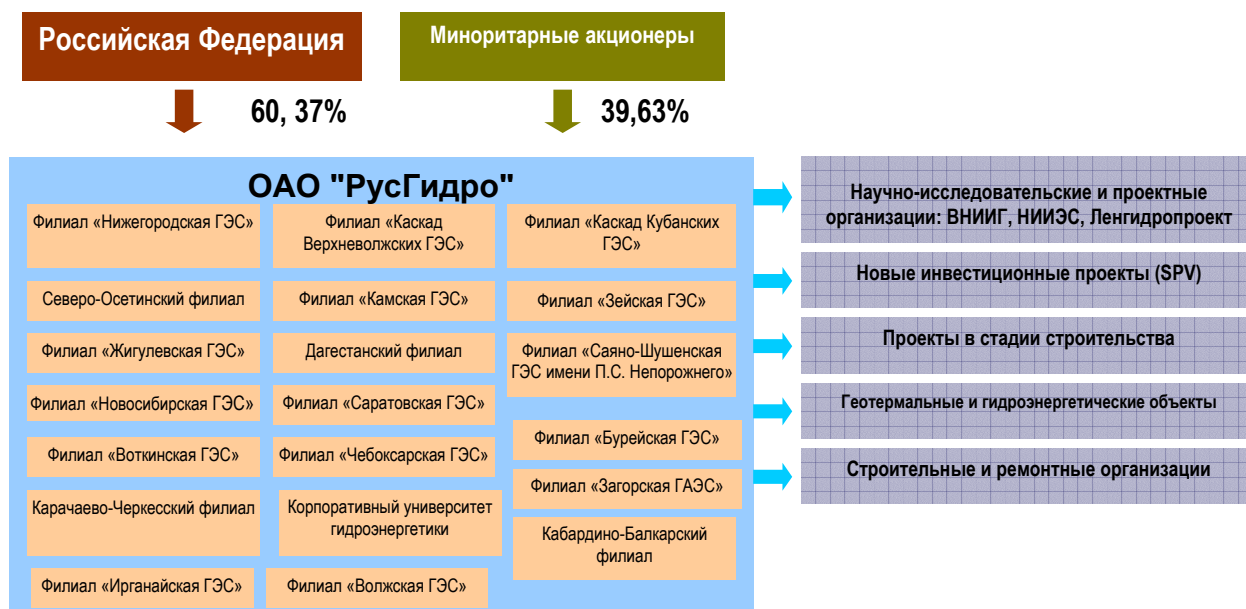 Российская Федерация
Миноритарные акционеры
60, 37%
39,63%
ОАО "РусГидро"
Филиал «Нижегородская ГЭС»
Филиал «Каскад
Верхневолжских ГЭС»
Филиал «Каскад Кубанских
ГЭС»
Северо-Осетинский филиал
Филиал «Камская ГЭС»
Филиал «Зейская ГЭС»
Филиал «Жигулевская ГЭС»
Дагестанский филиал
Филиал «Саяно-Шушенская
ГЭС имени П.С. Непорожнего»
Филиал «Новосибирская ГЭС»
Филиал «Саратовская ГЭС»
Филиал «Бурейская ГЭС»
Филиал «Воткинская ГЭС»
Филиал «Чебоксарская ГЭС»
Филиал «Загорская ГАЭС»
Карачаево-Черкесский филиал
Корпоративный университет
гидроэнергетики
Кабардино-Балкарский
филиал
Филиал «Ирганайская ГЭС»
Филиал «Волжская ГЭС»
Научно-исследовательские и проектные
организации: ВНИИГ, НИИЭС, Ленгидропроект
Новые инвестиционные проекты (SPV)
Проекты в стадии строительства
Геотермальные и гидроэнергетические объекты
Строительные и ремонтные организации